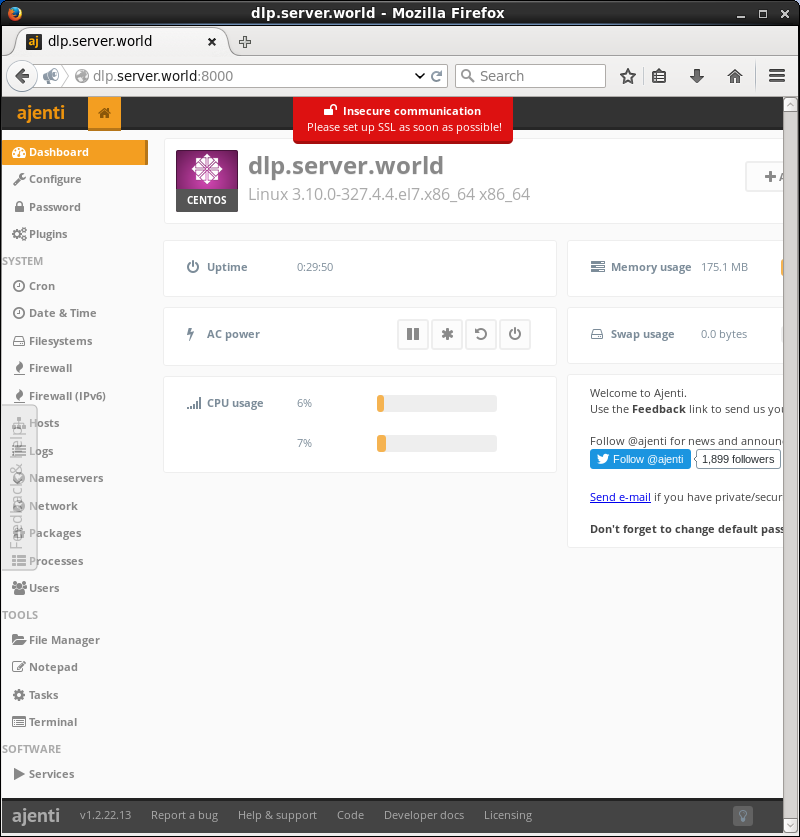 dlp.server.world - Mozilla Firefox
aj dlp.server.world
dlp.server.world:8000
Search
ajenti
Insecure communication
Please set up SSL as soon as possible!
Dashboard
Configure
Password
Plugins
SYSTEM
Cron
Date & Time
Filesystems
Firewall
Firewall (IPv6)
Hosts
Logs
Nameservers
Network
Packages
Processes
Users
TOOLS
File Manager
Notepad
Tasks
Terminal
SOFTWARE
Services
Feedback & Help
CENTOS
dlp.server.world
Linux 3.10.0-327.4.4.el7.x86_64 x86_64
Uptime 0:29:50
AC power
CPU usage 6%
7%
Memory usage 175.1 MB
Swap usage 0.0 bytes
Welcome to Ajenti.
Use the Feedback link to send us
Follow @ajenti for news and
Follow @ajenti 1,899 followers
Send e-mail if you have
Don't forget to change default
ajenti v1.2.22.13 Report a bug Help & support Code Developer docs Licensing